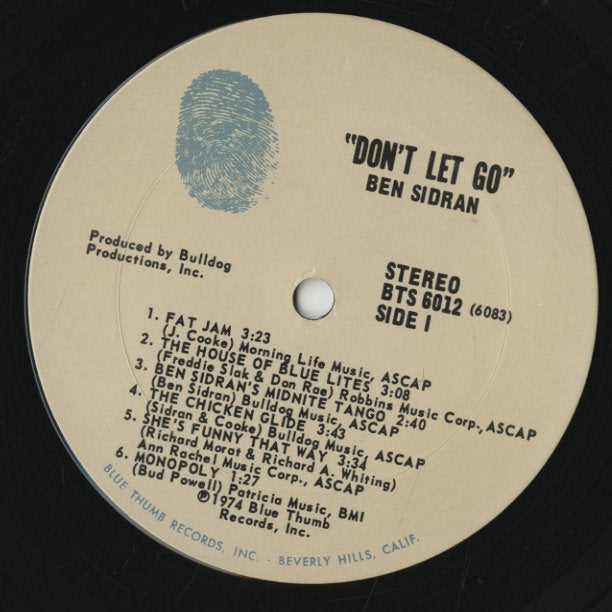 "DON'T LET GO"
BEN SIDRAN
Produced by Bulldog
Productions, Inc.
STEREO
BTS 6012 (6083)
SIDE I
1. FAT JAM 3:23
(J. Cooke) Morning Life Music, ASCAP
2. THE HOUSE OF BLUE LITES 3:08
(Freddie Slak & Don Rae) Robbins Music Corp., ASCAP
3. BEN SIDRAN'S MIDNITE TANGO 2:40
(Ben Sidran) Bulldog Music, ASCAP
4. THE CHICKEN GLIDE 3:43
(Sidran & Cooke) Bulldog Music, ASCAP
5. SHE'S FUNNY THAT WAY 3:34
(Richard Morat & Richard A. Whiting)
Ann Rachel Music Corp., ASCAP
6. MONOPOLY 1:27
(Bud Powell) Patricia Music, BMI
℗1974 Blue Thumb
Records, Inc.
BLUE THUMB RECORDS, INC. - BEVERLY HILLS, CALIF.